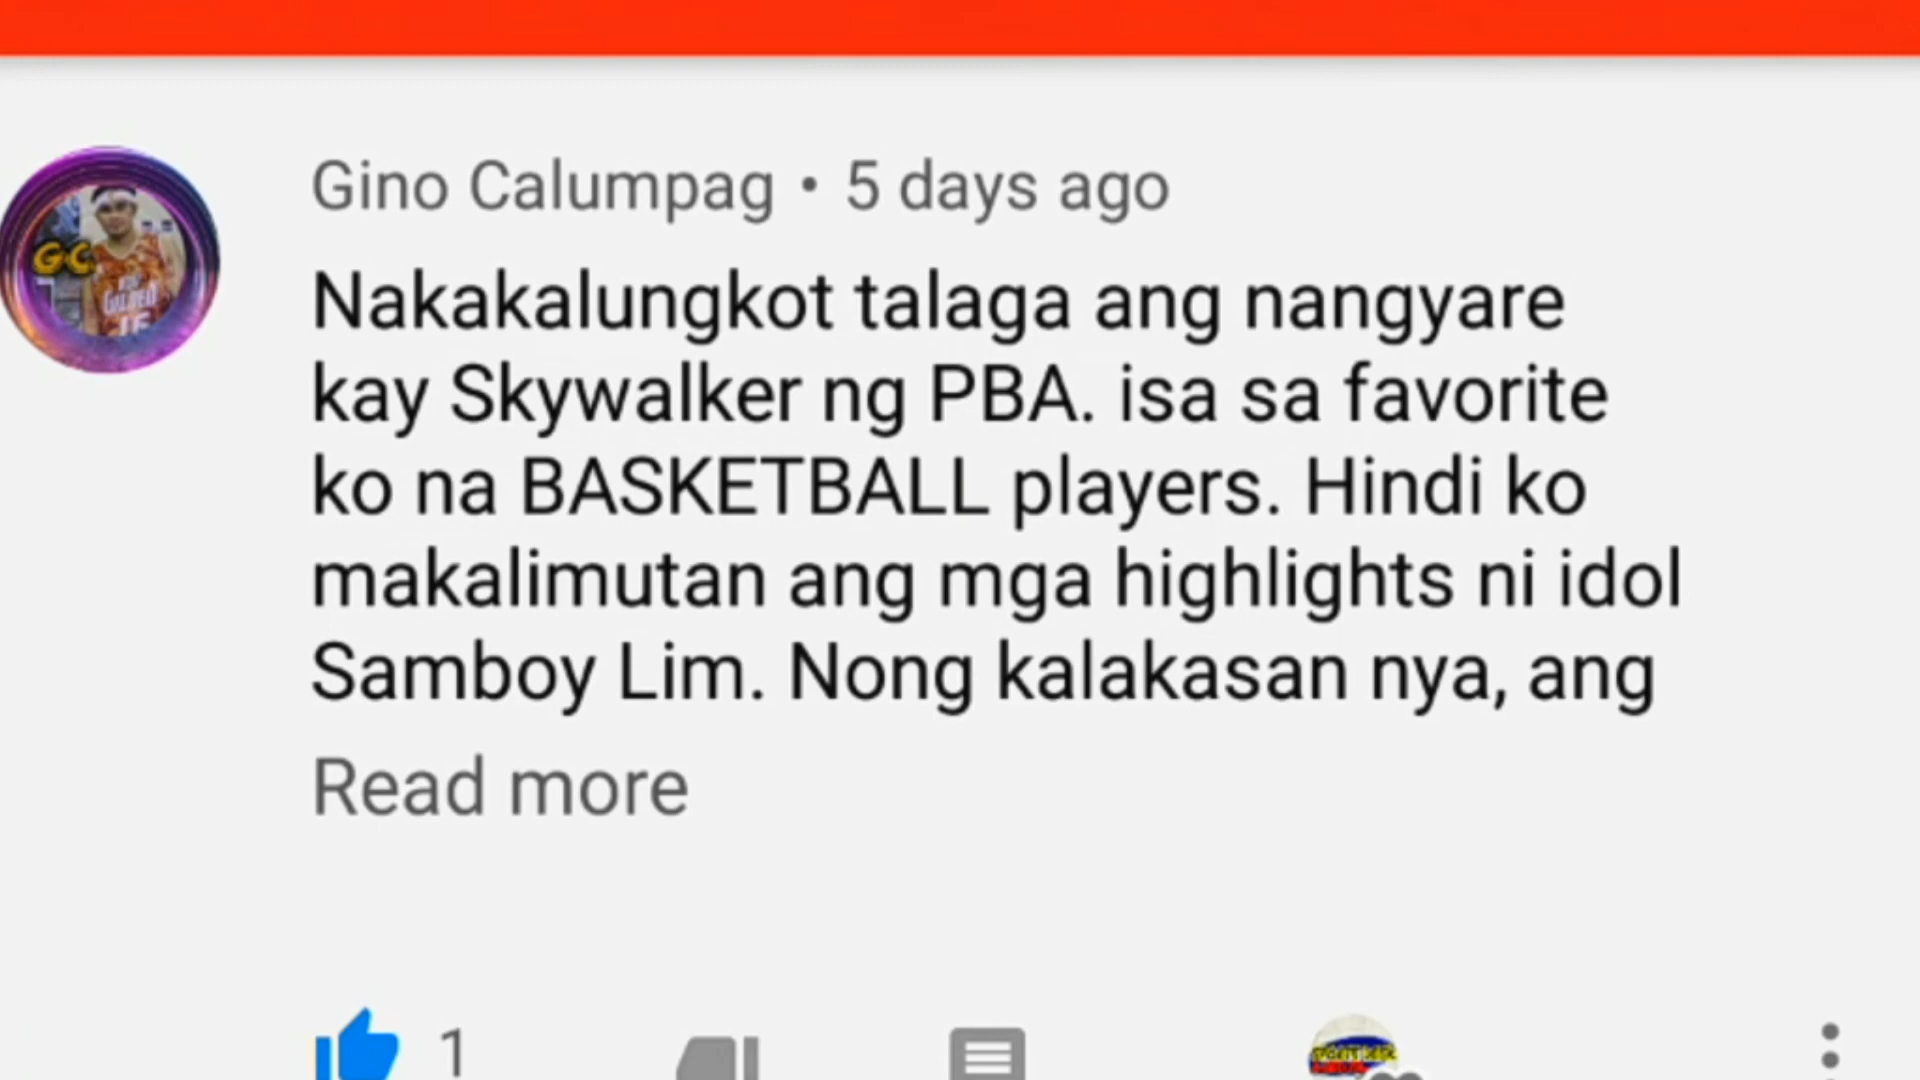 Gino Calumpag • 5 days ago
Nakakalungkot talaga ang nangyare
kay Skywalker ng PBA. isa sa favorite
ko na BASKETBALL players. Hindi ko
makalimutan ang mga highlights ni idol
Samboy Lim. Nong kalakasan nya, ang
Read more
GC
1